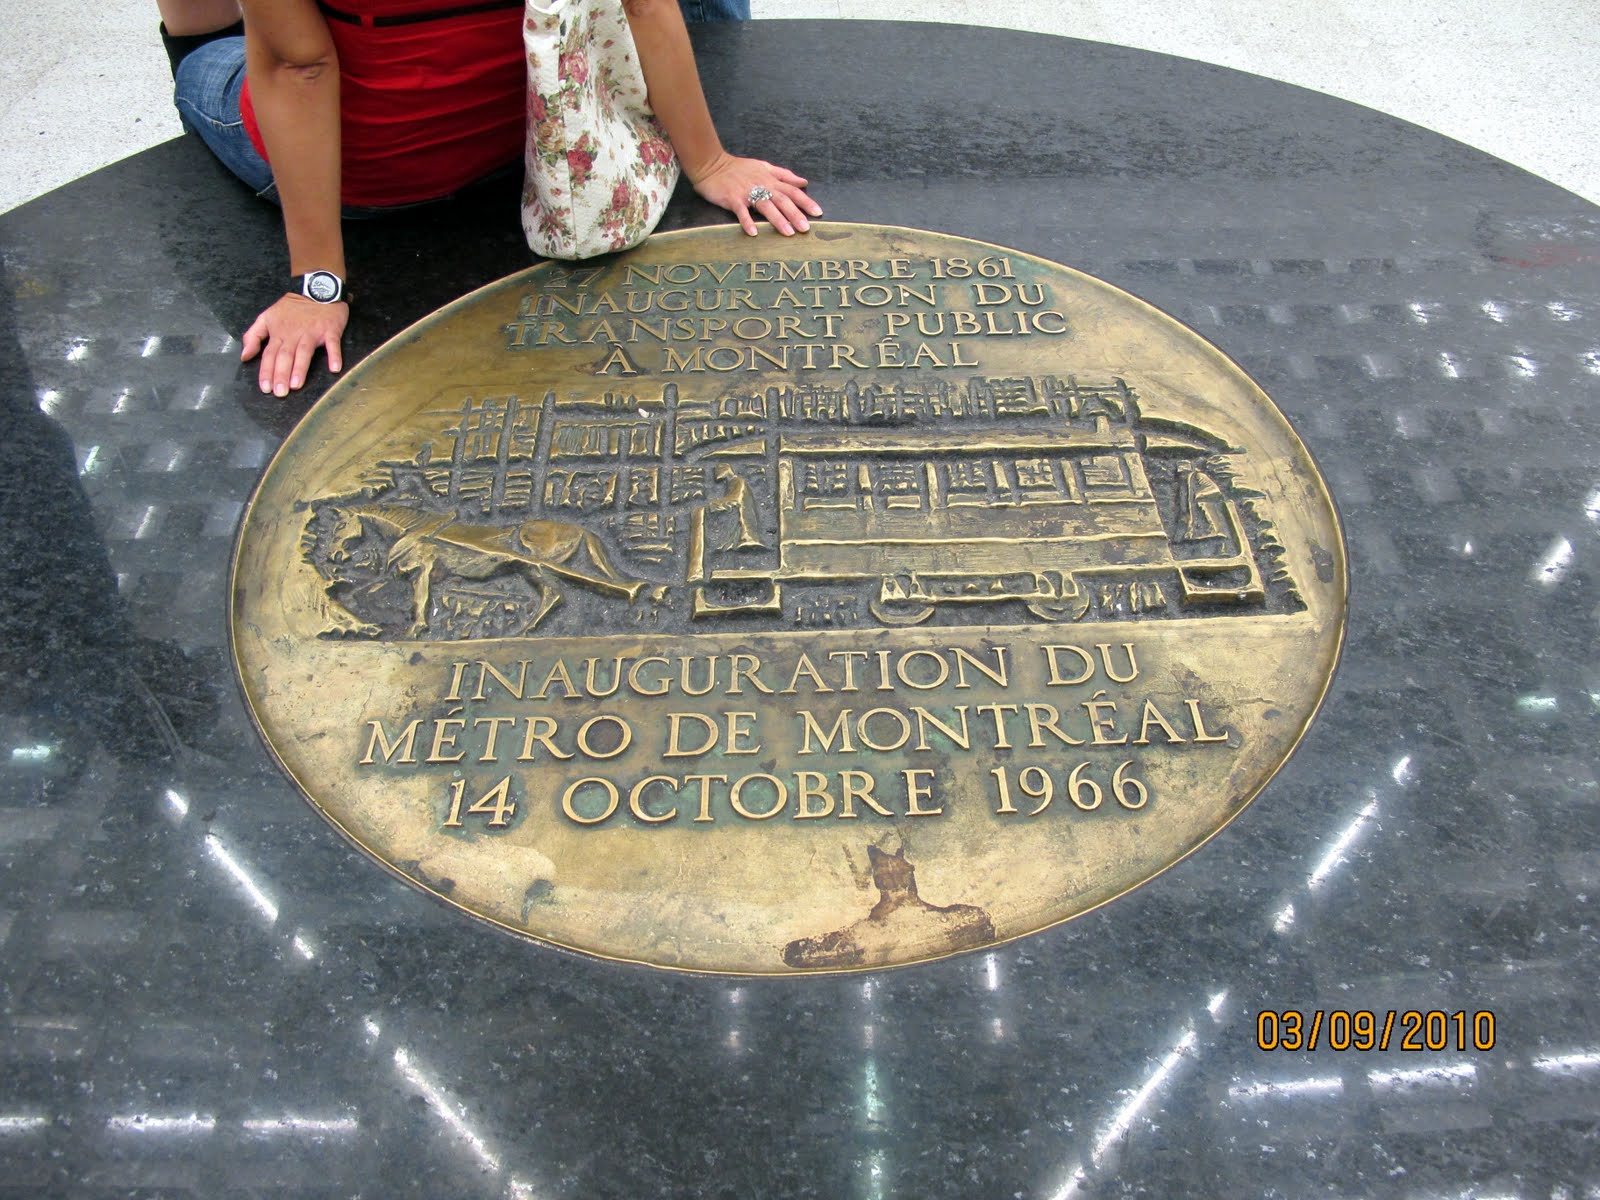 27 NOVEMBRE 1861
INAUGURATION DU
TRANSPORT PUBLIC
A MONTRÉAL
INAUGURATION DU
MÉTRO DE MONTRÉAL
14 OCTOBRE 1966
03/09/2010